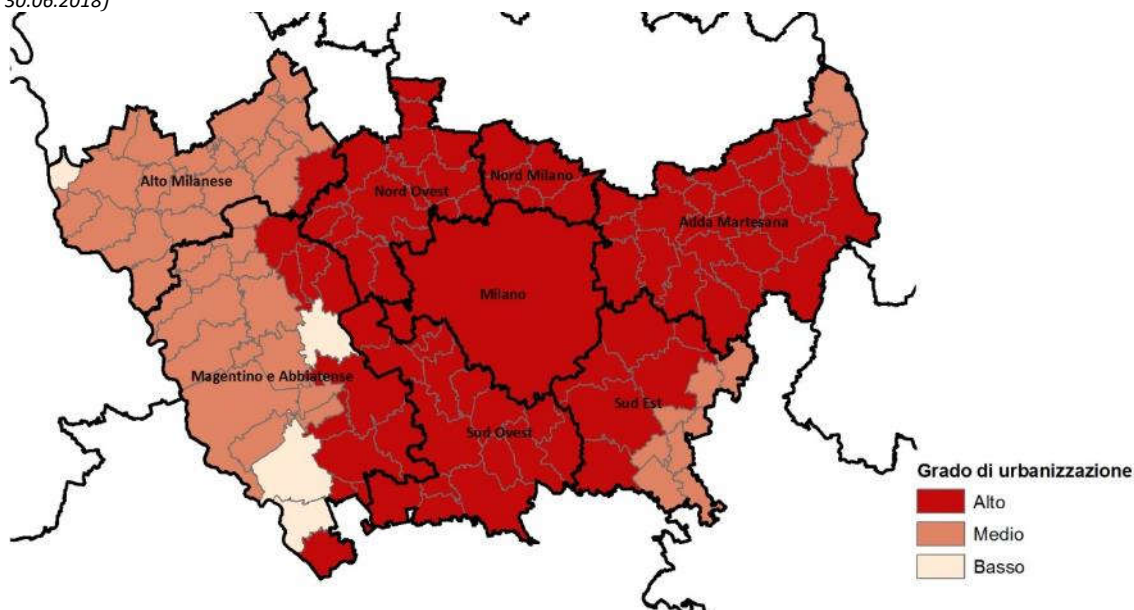 30.06.2018)
Alto Milanese
Nord Ovest
Nord Milano
Adda Martesana
Milano
Magentino e Abbiatense
Sud Est
Sud Ovest
Grado di urbanizzazione
Alto
Medio
Basso